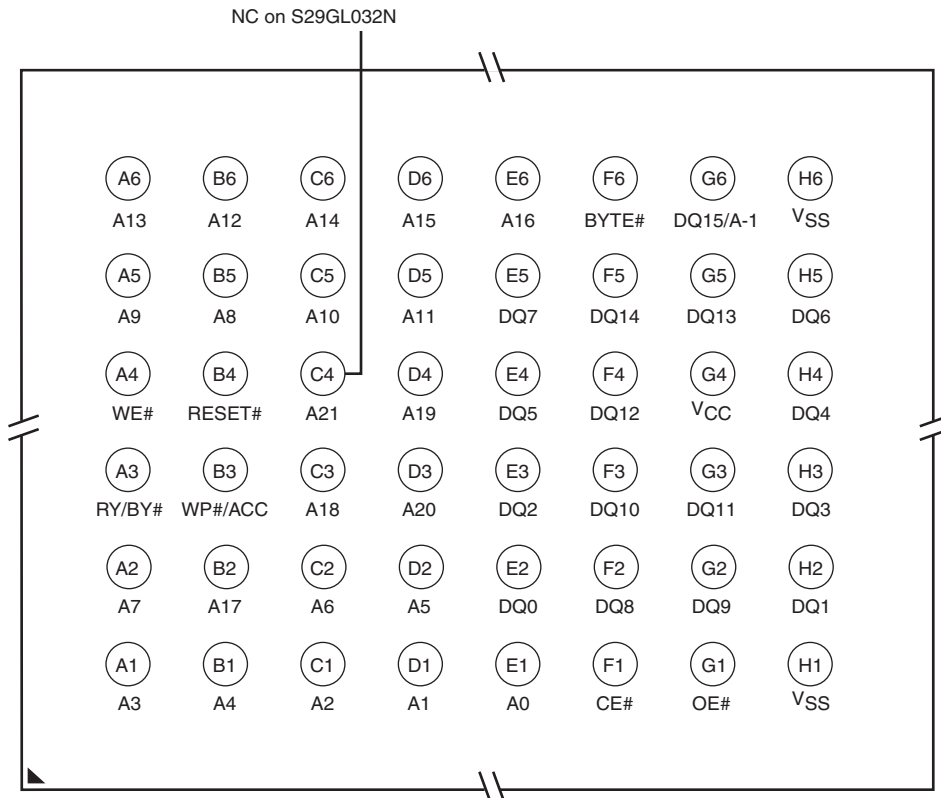 NC on S29GL032N
A6 B6 C6 D6 E6 F6 G6 H6
A13 A12 A14 A15 A16 BYTE# DQ15/A-1 VSS
A5 B5 C5 D5 E5 F5 G5 H5
A9 A8 A10 A11 DQ7 DQ14 DQ13 DQ6
A4 B4 C4 D4 E4 F4 G4 H4
WE# RESET# A21 A19 DQ5 DQ12 VCC DQ4
A3 B3 C3 D3 E3 F3 G3 H3
RY/BY# WP#/ACC A18 A20 DQ2 DQ10 DQ11 DQ3
A2 B2 C2 D2 E2 F2 G2 H2
A7 A17 A6 A5 DQ0 DQ8 DQ9 DQ1
A1 B1 C1 D1 E1 F1 G1 H1
A3 A4 A2 A1 A0 CE# OE# VSS